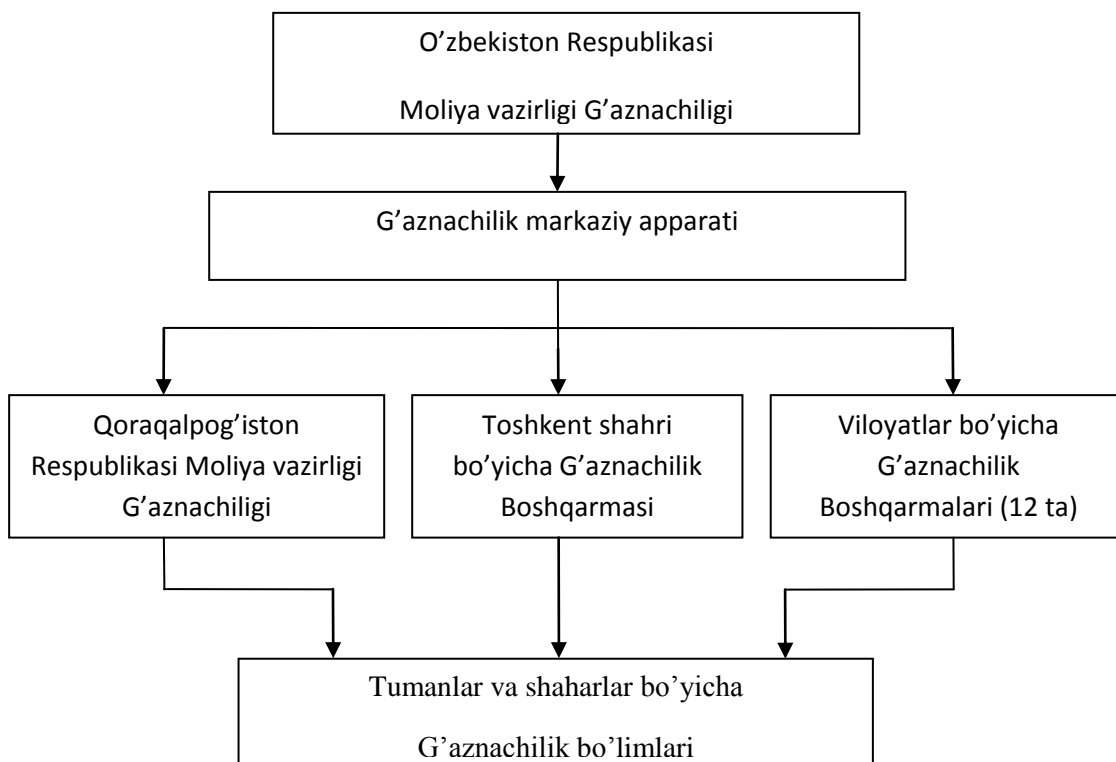 O’zbekiston Respublikasi
Moliya vazirligi G’aznachiligi
G’aznachilik markaziy apparati
Qoraqalpog’iston
Respublikasi Moliya vazirligi
G’aznachiligi
Toshkent shahri
bo’yicha G’aznachilik
Boshqarmasi
Viloyatlar bo’yicha
G’aznachilik
Boshqarmalari (12 ta)
Tumanlar va shaharlar bo’yicha
G’aznachilik bo’limlari